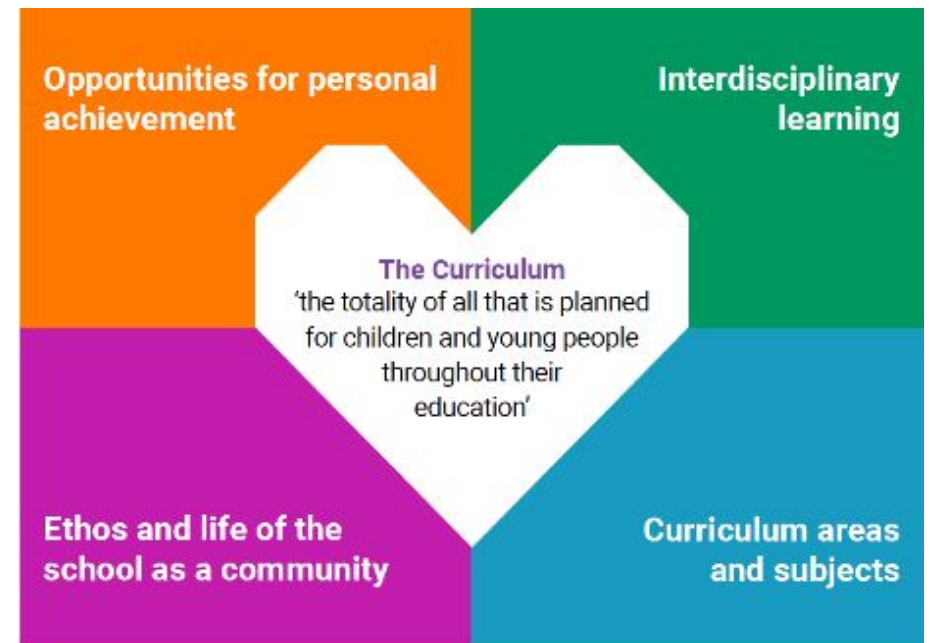 Opportunities for personal
achievement
Interdisciplinary
learning
The Curriculum
'the totality of all that is planned
for children and young people
throughout their
education'
Ethos and life of the
school as a community
Curriculum areas
and subjects